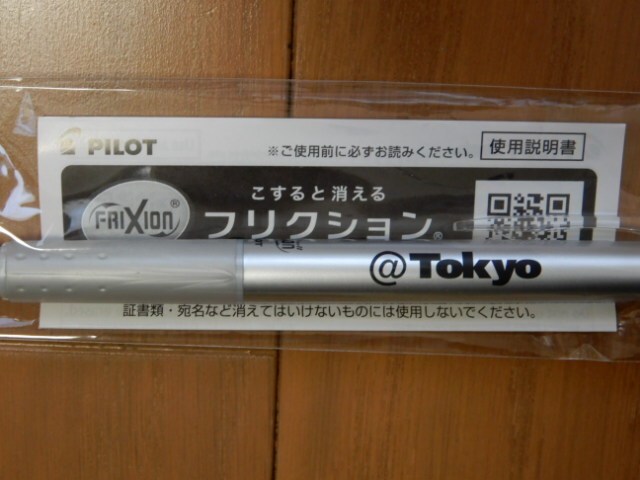 PILOT
※ご使用前に必ずお読みください。 使用説明書
こすると消える
FRIXION®
フリクション®
@Tokyo
証書類・宛名など消えてはいけないものには使用しないでください。